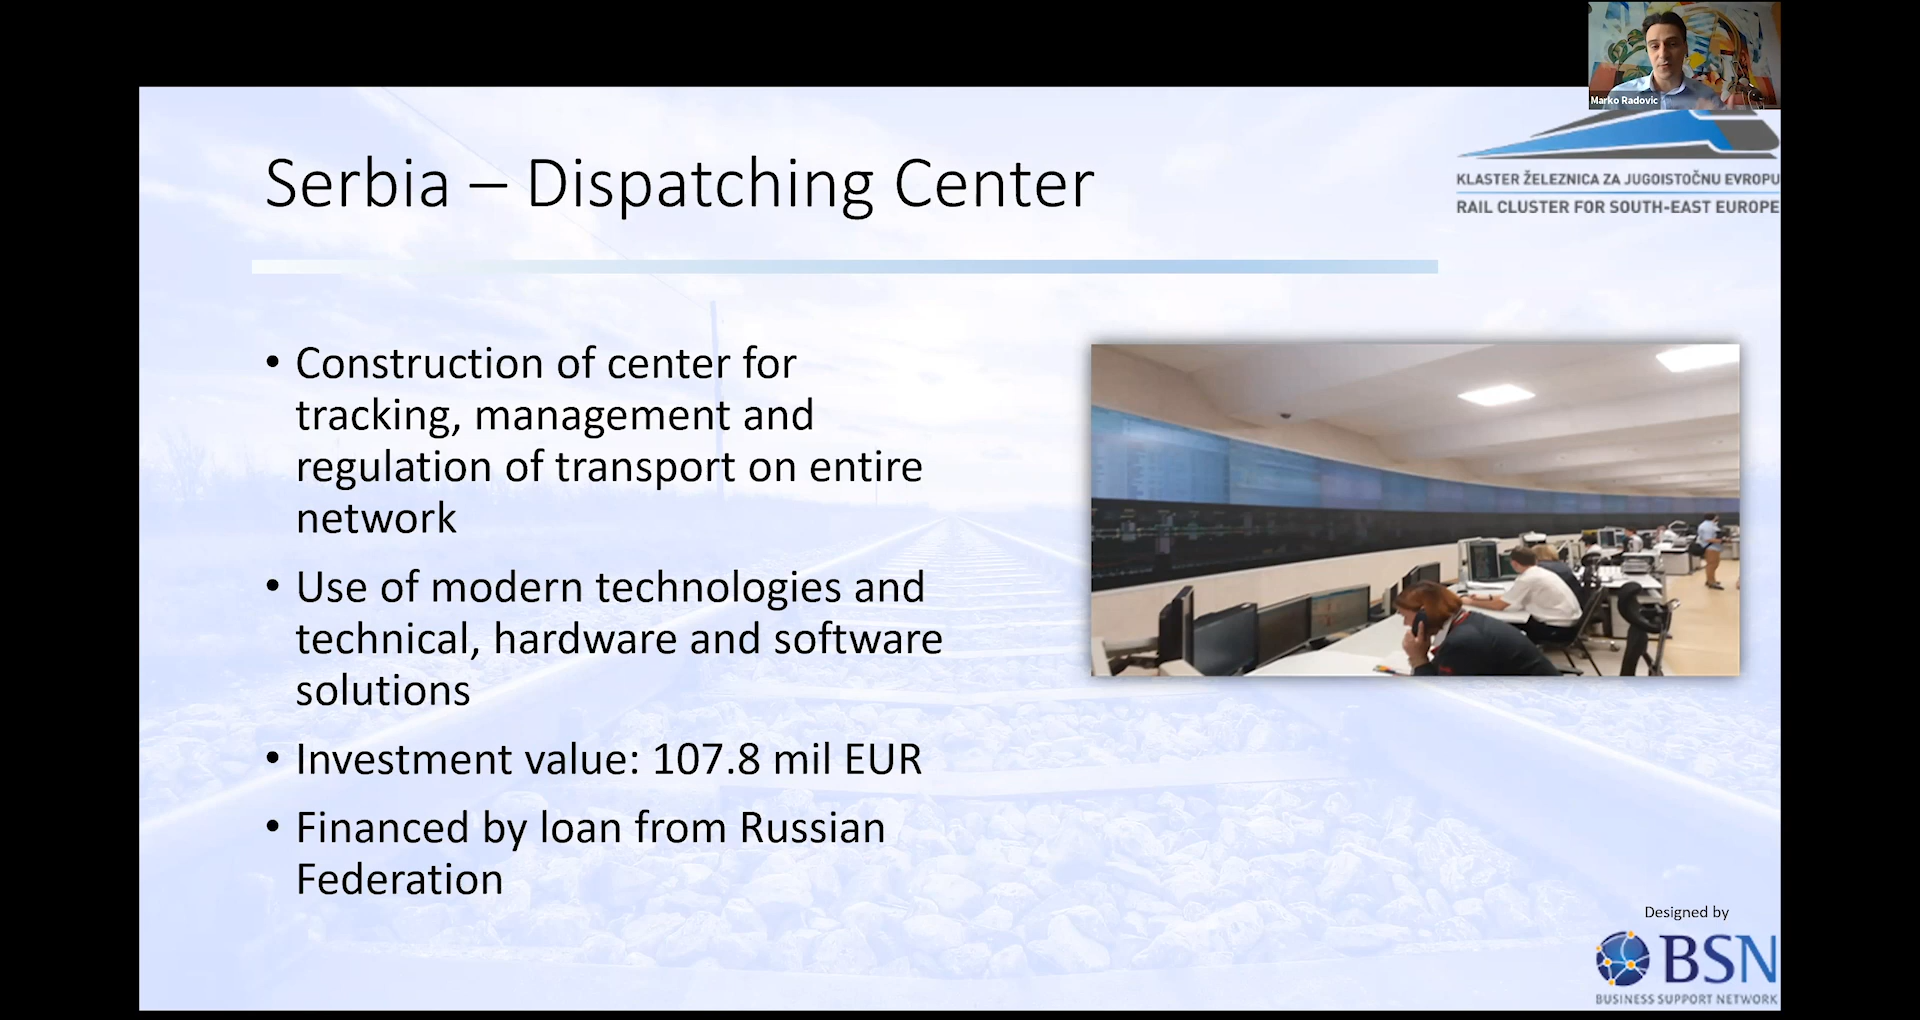 Marko Radovic
Serbia – Dispatching Center
KLASTER ŽELEZNICA ZA JUGOISTOČNU EVROPU
RAIL CLUSTER FOR SOUTH-EAST EUROPE
• Construction of center for
tracking, management and
regulation of transport on entire
network
• Use of modern technologies and
technical, hardware and software
solutions
• Investment value: 107.8 mil EUR
• Financed by loan from Russian
Federation
Designed by
BSN
BUSINESS SUPPORT NETWORK